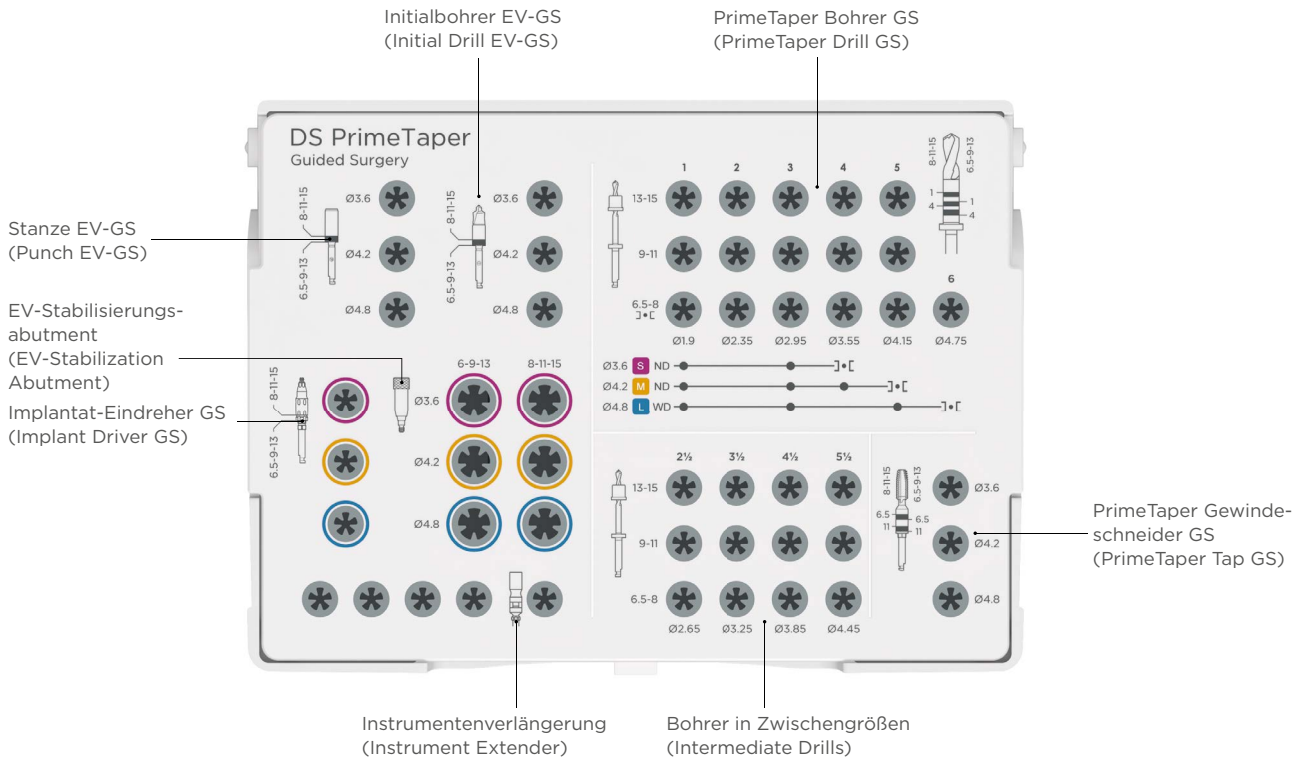 Initialbohrer EV-GS
(Initial Drill EV-GS)
PrimeTaper Bohrer GS
(PrimeTaper Drill GS)
Stanze EV-GS
(Punch EV-GS)
EV-Stabilisierungs-
abutment
(EV-Stabilization
Abutment)
Implantat-Eindreher GS
(Implant Driver GS)
DS PrimeTaper
Guided Surgery
8-11-15
6.5-9-13
Ø3.6
Ø4.2
Ø4.8
8-11-15
6.5-9-13
Ø3.6
Ø4.2
Ø4.8
1 2 3 4 5
13-15
9-11
6.5-8
]•[
6
Ø1.9 Ø2.35 Ø2.95 Ø3.55 Ø4.15 Ø4.75
8-11-15
6.5-9-13
1
4
1
4
Ø3.6 S ND ]•[
Ø4.2 M ND ]•[
Ø4.8 L WD ]•[
8-11-15
6.5-9-13
6-9-13 8-11-15
Ø3.6
Ø4.2
Ø4.8
2½ 3½ 4½ 5½
13-15
9-11
6.5-8
Ø2.65 Ø3.25 Ø3.85 Ø4.45
8-11-15
6.5-9-13
6.5
11
6.5
11
Ø3.6
Ø4.2
Ø4.8
PrimeTaper Gewinde-
schneider GS
(PrimeTaper Tap GS)
Instrumentenverlängerung
(Instrument Extender)
Bohrer in Zwischengrößen
(Intermediate Drills)